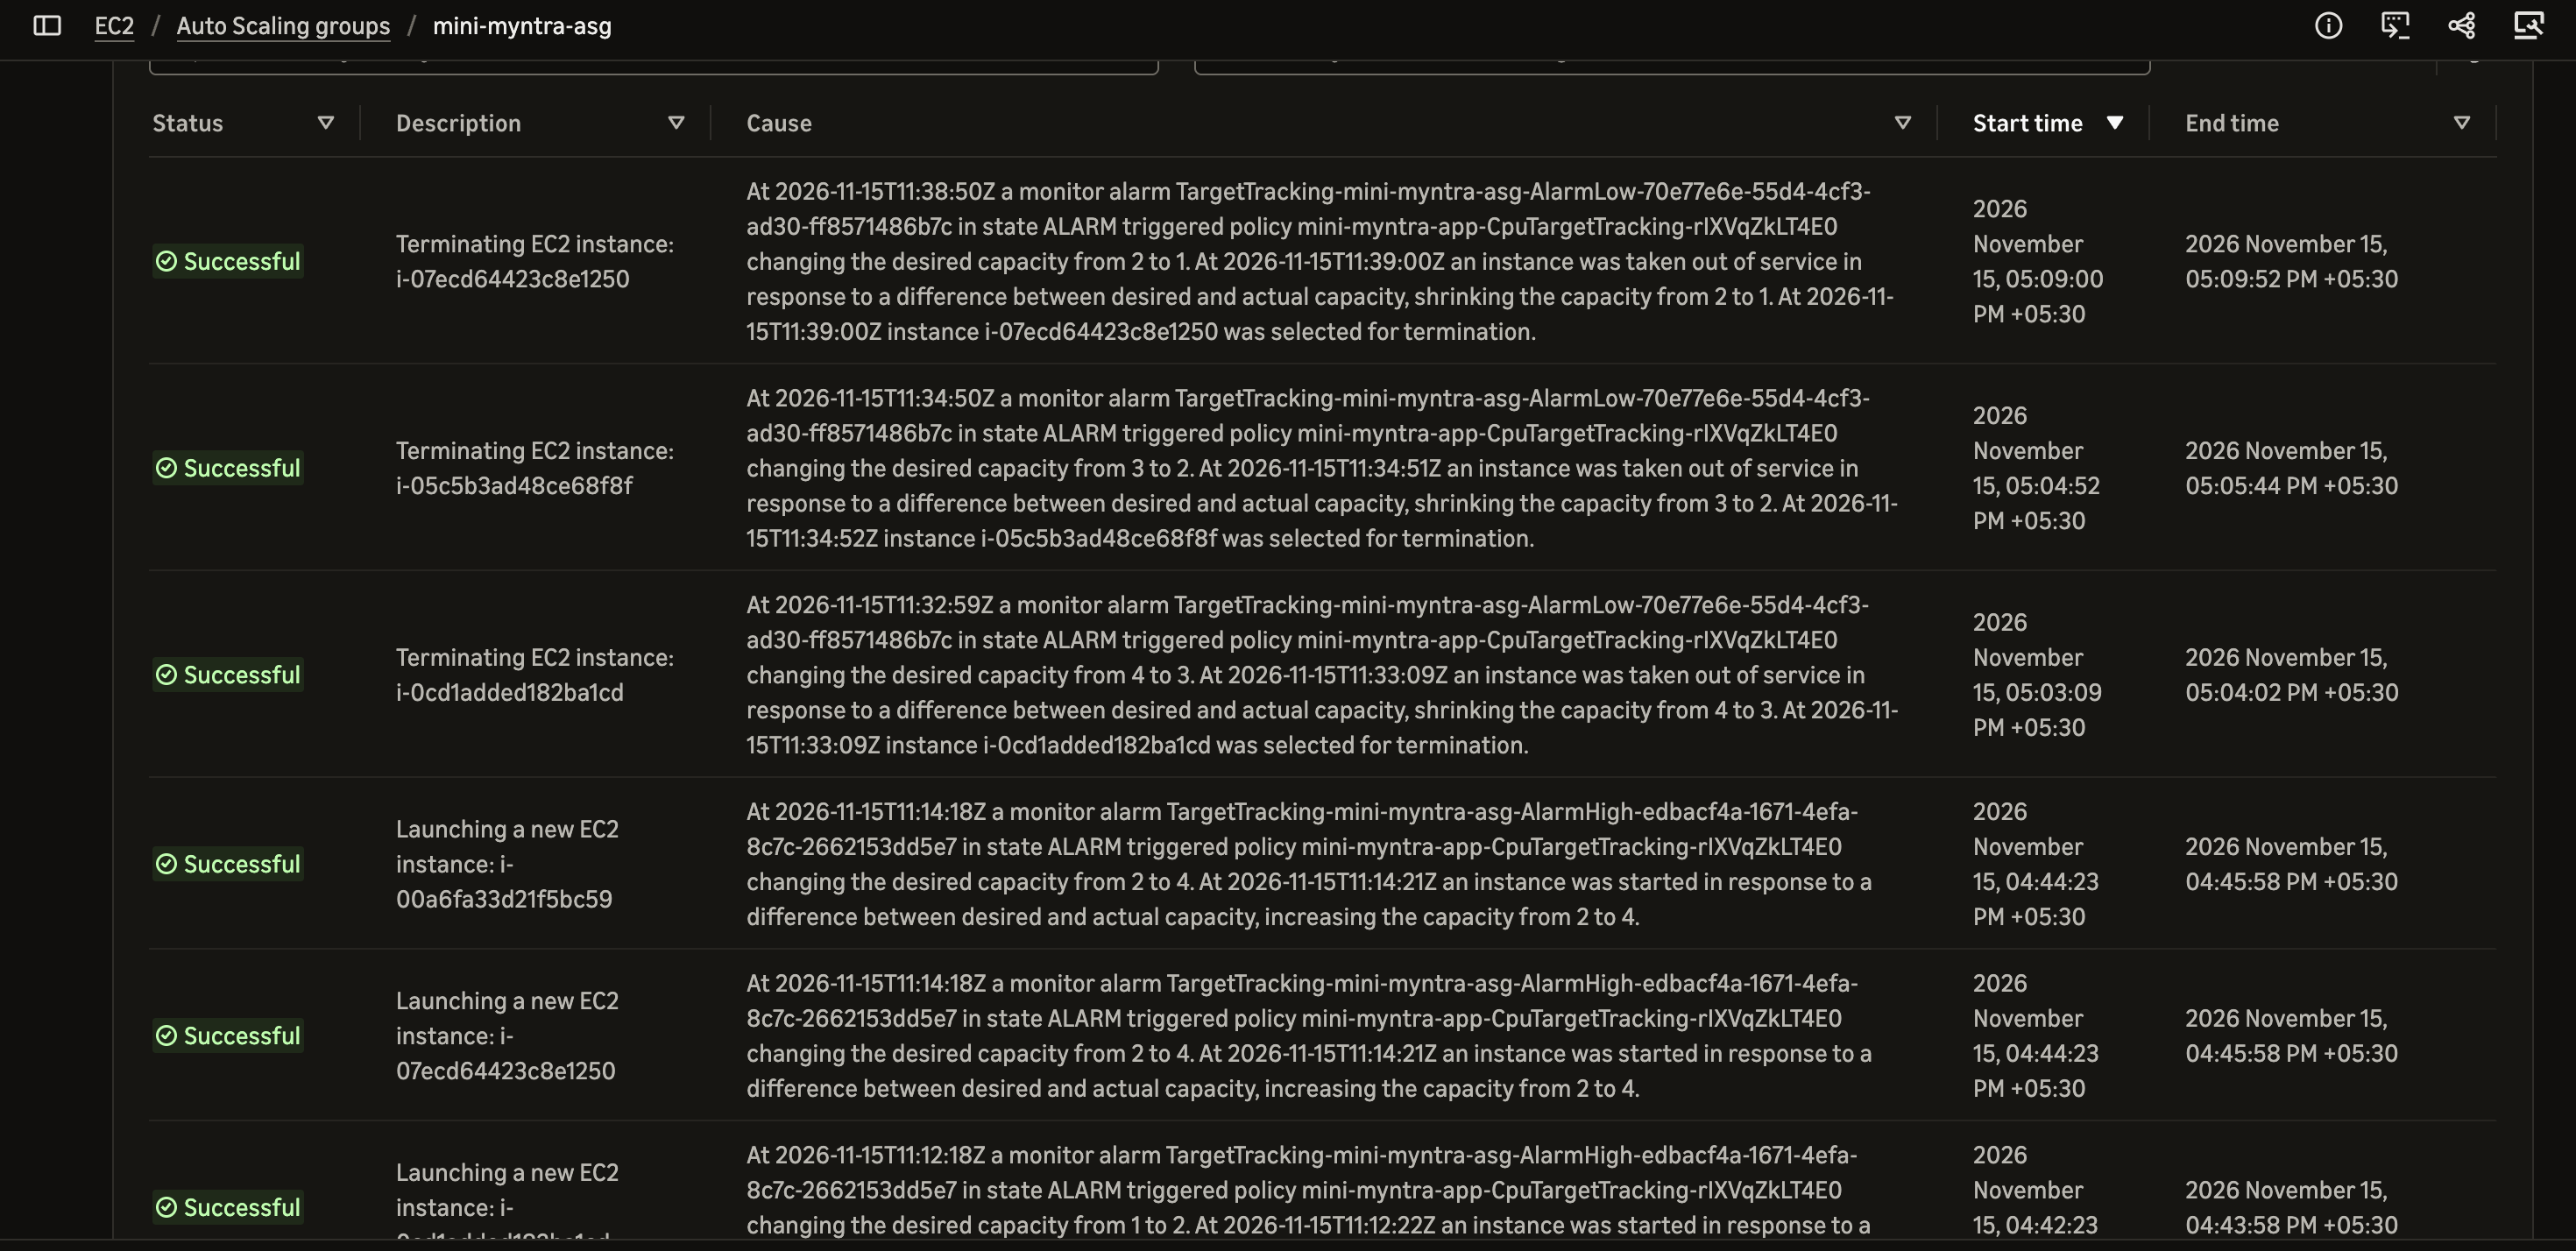 EC2 / Auto Scaling groups / mini-myntra-asg
Status Description Cause Start time End time
Successful
Terminating EC2 instance:
i-07ecd64423c8e1250
At 2026-11-15T11:38:50Z a monitor alarm TargetTracking-mini-myntra-asg-AlarmLow-70e77e6e-55d4-4cf3-
ad30-ff8571486b7c in state ALARM triggered policy mini-myntra-app-CpuTargetTracking-rIXVqZkLT4E0
changing the desired capacity from 2 to 1. At 2026-11-15T11:39:00Z an instance was taken out of service in
response to a difference between desired and actual capacity, shrinking the capacity from 2 to 1. At 2026-11-
15T11:39:00Z instance i-07ecd64423c8e1250 was selected for termination.
2026
November
15, 05:09:00
PM +05:30
2026 November 15,
05:09:52 PM +05:30
Successful
Terminating EC2 instance:
i-05c5b3ad48ce68f8f
At 2026-11-15T11:34:50Z a monitor alarm TargetTracking-mini-myntra-asg-AlarmLow-70e77e6e-55d4-4cf3-
ad30-ff8571486b7c in state ALARM triggered policy mini-myntra-app-CpuTargetTracking-rIXVqZkLT4E0
changing the desired capacity from 3 to 2. At 2026-11-15T11:34:51Z an instance was taken out of service in
response to a difference between desired and actual capacity, shrinking the capacity from 3 to 2. At 2026-11-
15T11:34:52Z instance i-05c5b3ad48ce68f8f was selected for termination.
2026
November
15, 05:04:52
PM +05:30
2026 November 15,
05:05:44 PM +05:30
Successful
Terminating EC2 instance:
i-0cd1added182ba1cd
At 2026-11-15T11:32:59Z a monitor alarm TargetTracking-mini-myntra-asg-AlarmLow-70e77e6e-55d4-4cf3-
ad30-ff8571486b7c in state ALARM triggered policy mini-myntra-app-CpuTargetTracking-rIXVqZkLT4E0
changing the desired capacity from 4 to 3. At 2026-11-15T11:33:09Z an instance was taken out of service in
response to a difference between desired and actual capacity, shrinking the capacity from 4 to 3. At 2026-11-
15T11:33:09Z instance i-0cd1added182ba1cd was selected for termination.
2026
November
15, 05:03:09
PM +05:30
2026 November 15,
05:04:02 PM +05:30
Successful
Launching a new EC2
instance: i-
00a6fa33d21f5bc59
At 2026-11-15T11:14:18Z a monitor alarm TargetTracking-mini-myntra-asg-AlarmHigh-edbacf4a-1671-4efa-
8c7c-2662153dd5e7 in state ALARM triggered policy mini-myntra-app-CpuTargetTracking-rIXVqZkLT4E0
changing the desired capacity from 2 to 4. At 2026-11-15T11:14:21Z an instance was started in response to a
difference between desired and actual capacity, increasing the capacity from 2 to 4.
2026
November
15, 04:44:23
PM +05:30
2026 November 15,
04:45:58 PM +05:30
Successful
Launching a new EC2
instance: i-
07ecd64423c8e1250
At 2026-11-15T11:14:18Z a monitor alarm TargetTracking-mini-myntra-asg-AlarmHigh-edbacf4a-1671-4efa-
8c7c-2662153dd5e7 in state ALARM triggered policy mini-myntra-app-CpuTargetTracking-rIXVqZkLT4E0
changing the desired capacity from 2 to 4. At 2026-11-15T11:14:21Z an instance was started in response to a
difference between desired and actual capacity, increasing the capacity from 2 to 4.
2026
November
15, 04:44:23
PM +05:30
2026 November 15,
04:45:58 PM +05:30
Successful
Launching a new EC2
instance: i-
At 2026-11-15T11:12:18Z a monitor alarm TargetTracking-mini-myntra-asg-AlarmHigh-edbacf4a-1671-4efa-
8c7c-2662153dd5e7 in state ALARM triggered policy mini-myntra-app-CpuTargetTracking-rIXVqZkLT4E0
changing the desired capacity from 1 to 2. At 2026-11-15T11:12:22Z an instance was started in response to a
2026
November
15, 04:42:23
2026 November 15,
04:43:58 PM +05:30